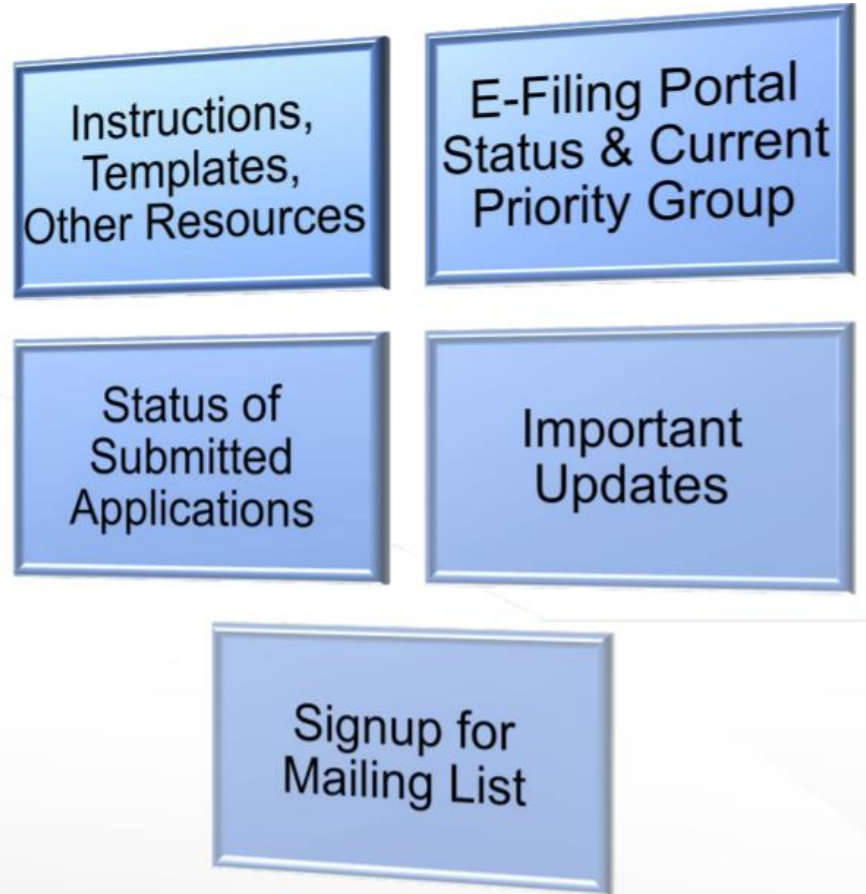 Instructions,
Templates,
Other Resources
E-Filing Portal
Status & Current
Priority Group
Status of
Submitted
Applications
Important
Updates
Signup for
Mailing List